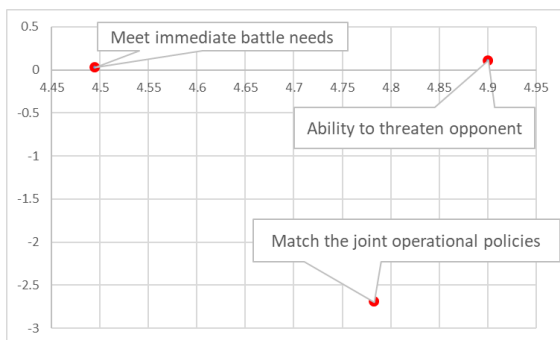 0.5
Meet immediate battle needs
0
4.45 4.5 4.55 4.6 4.65 4.7 4.75 4.8 4.85 4.9 4.95
-0.5
Ability to threaten opponent
-1
-1.5
-2
Match the joint operational policies
-2.5
-3